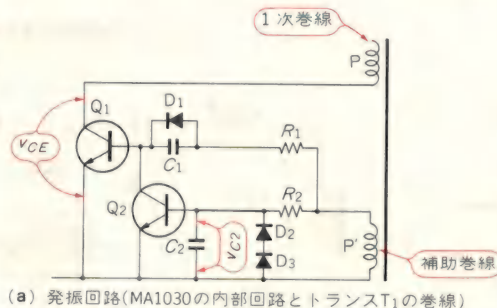 1次巻線
P
D₁
Q₁
C₁
R₁
vCE
R₂
Q₂
C₂
vC2
D₂
D₃
P'
補助巻線
(a) 発振回路(MA1030の内部回路とトランスT₁の巻線)